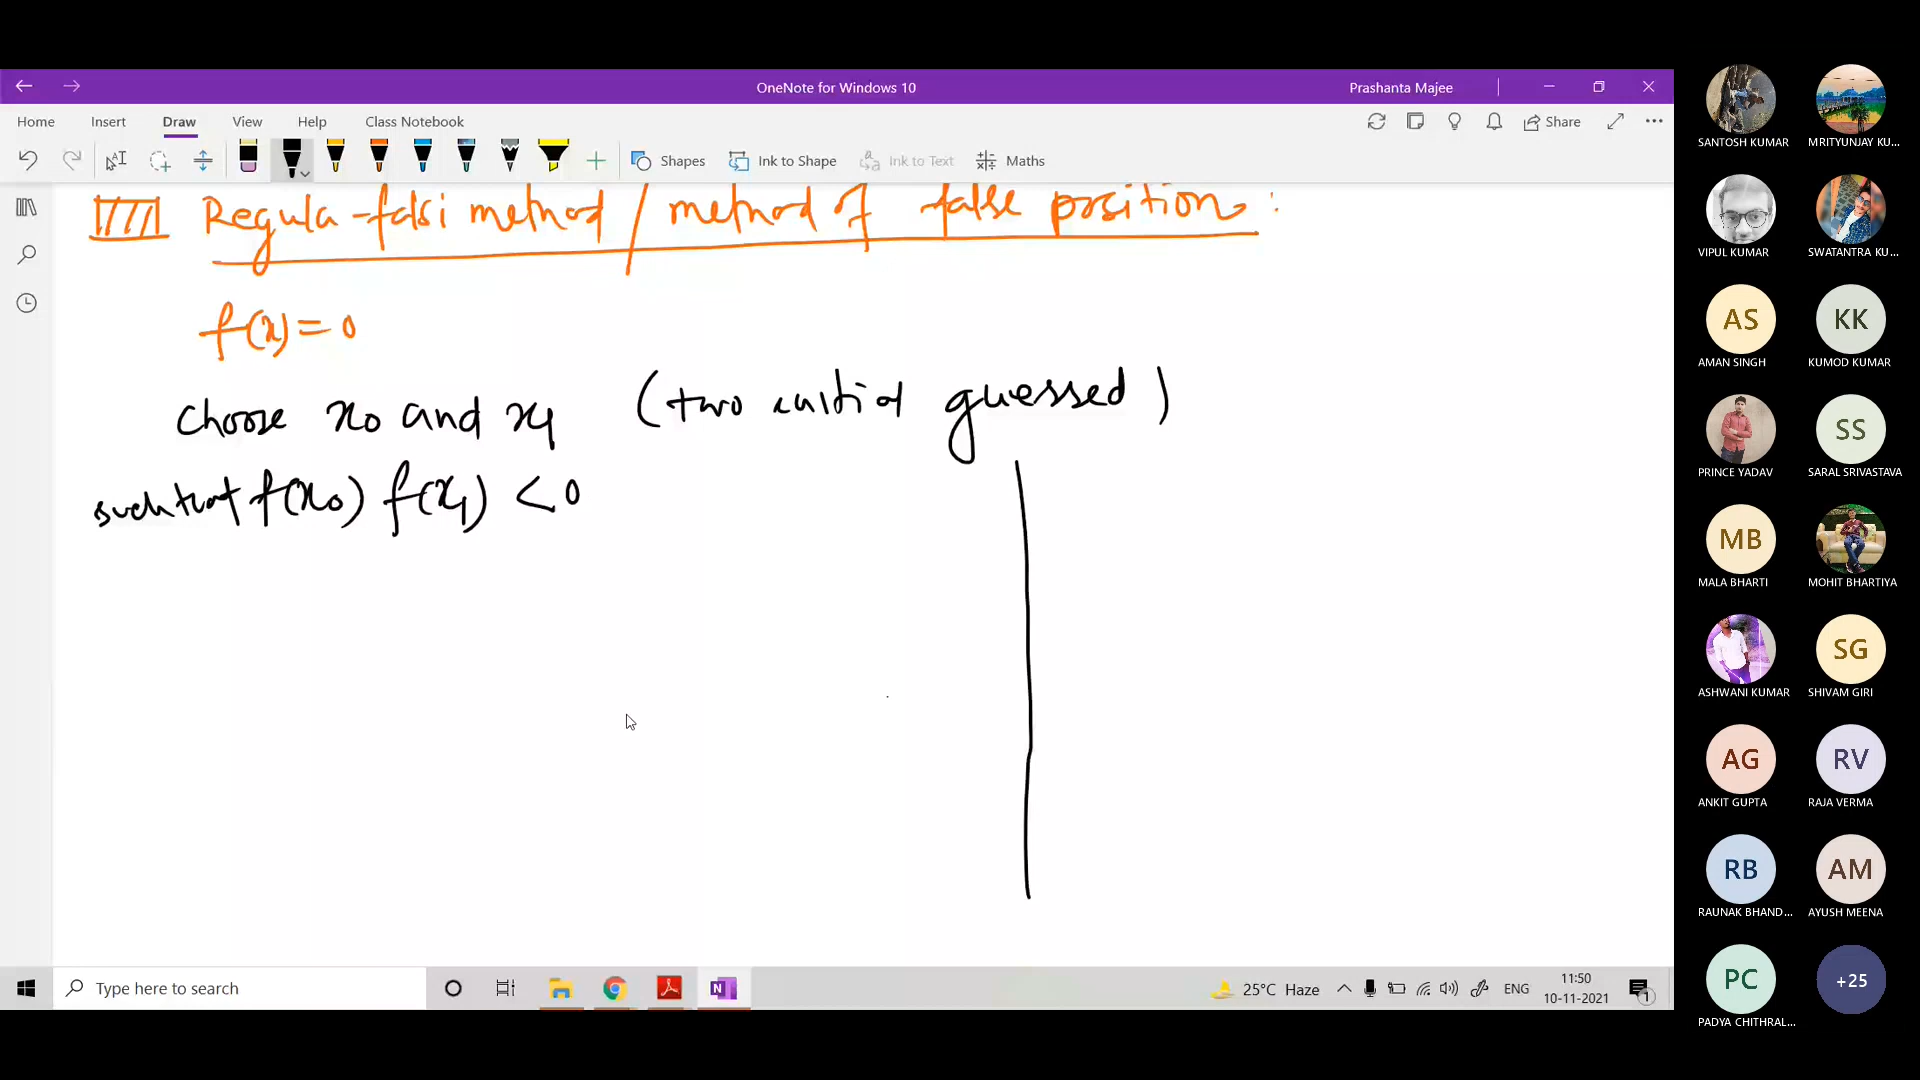 OneNote for Windows 10
Prashanta Majee
Home Insert Draw View Help Class Notebook
Share
Shapes Ink to Shape Ink to Text Maths
III Regula-falsi method / method of false position :
f(x)=0
choose x₀ and x₁ (two initial guessed)
such that f(x₀) f(x₁) < 0
Type here to search
25°C Haze
ENG
11:50
10-11-2021
1
SANTOSH KUMAR
MRITYUNJAY KU...
VIPUL KUMAR
SWATANTRA KU...
AS
KK
AMAN SINGH
KUMOD KUMAR
SS
PRINCE YADAV
SARAL SRIVASTAVA
MB
MALA BHARTI
MOHIT BHARTIYA
SG
ASHWANI KUMAR
SHIVAM GIRI
AG
RV
ANKIT GUPTA
RAJA VERMA
RB
AM
RAUNAK BHAND...
AYUSH MEENA
PC
+25
PADYA CHITHRAL...